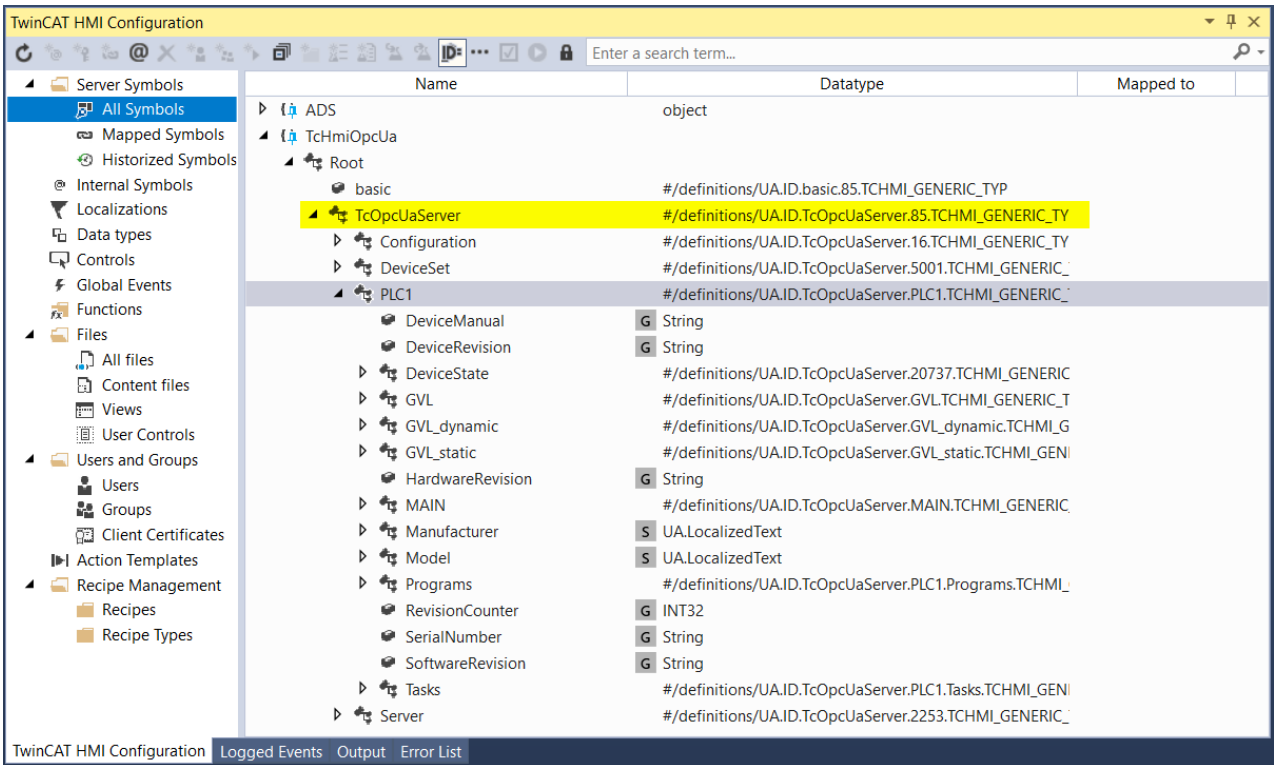 TwinCAT HMI Configuration
Enter a search term...
Server Symbols
All Symbols
Mapped Symbols
Historized Symbols
Internal Symbols
Localizations
Data types
Controls
Global Events
Functions
Files
All files
Content files
Views
User Controls
Users and Groups
Users
Groups
Client Certificates
Action Templates
Recipe Management
Recipes
Recipe Types
Name Datatype Mapped to
ADS object
TcHmiOpcUa
Root
basic #/definitions/UA.ID.basic.85.TCHMI_GENERIC_TYP
TcOpcUaServer #/definitions/UA.ID.TcOpcUaServer.85.TCHMI_GENERIC_TY
Configuration #/definitions/UA.ID.TcOpcUaServer.16.TCHMI_GENERIC_TY
DeviceSet #/definitions/UA.ID.TcOpcUaServer.5001.TCHMI_GENERIC_
PLC1 #/definitions/UA.ID.TcOpcUaServer.PLC1.TCHMI_GENERIC_
DeviceManual G String
DeviceRevision G String
DeviceState #/definitions/UA.ID.TcOpcUaServer.20737.TCHMI_GENERIC
GVL #/definitions/UA.ID.TcOpcUaServer.GVL.TCHMI_GENERIC_T
GVL_dynamic #/definitions/UA.ID.TcOpcUaServer.GVL_dynamic.TCHMI_G
GVL_static #/definitions/UA.ID.TcOpcUaServer.GVL_static.TCHMI_GEN
HardwareRevision G String
MAIN #/definitions/UA.ID.TcOpcUaServer.MAIN.TCHMI_GENERIC_
Manufacturer S UA.LocalizedText
Model S UA.LocalizedText
Programs #/definitions/UA.ID.TcOpcUaServer.PLC1.Programs.TCHMI_
RevisionCounter G INT32
SerialNumber G String
SoftwareRevision G String
Tasks #/definitions/UA.ID.TcOpcUaServer.PLC1.Tasks.TCHMI_GEN
Server #/definitions/UA.ID.TcOpcUaServer.2253.TCHMI_GENERIC_
TwinCAT HMI Configuration Logged Events Output Error List